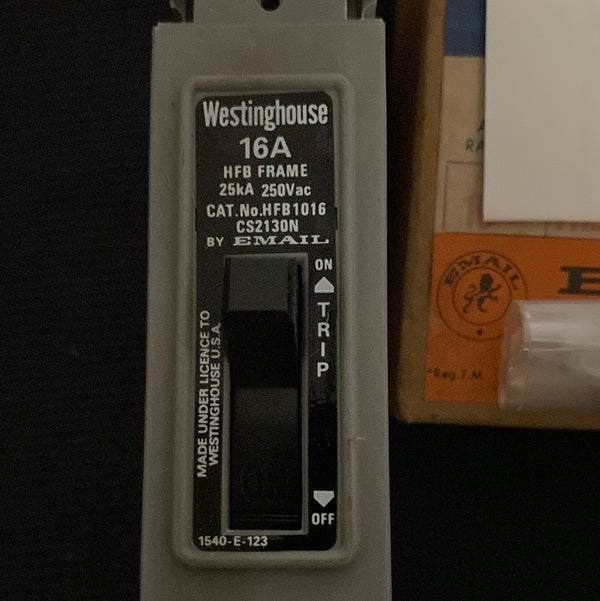 Westinghouse
16A
HFB FRAME
25kA 250Vac
CAT.No.HFB1016
CS2130N
BY EMAIL
ON
TRIP
OFF
MADE UNDER LICENCE TO
WESTINGHOUSE U.S.A.
ON
1540-E-123
EMAIL
E
*Reg.T.M.